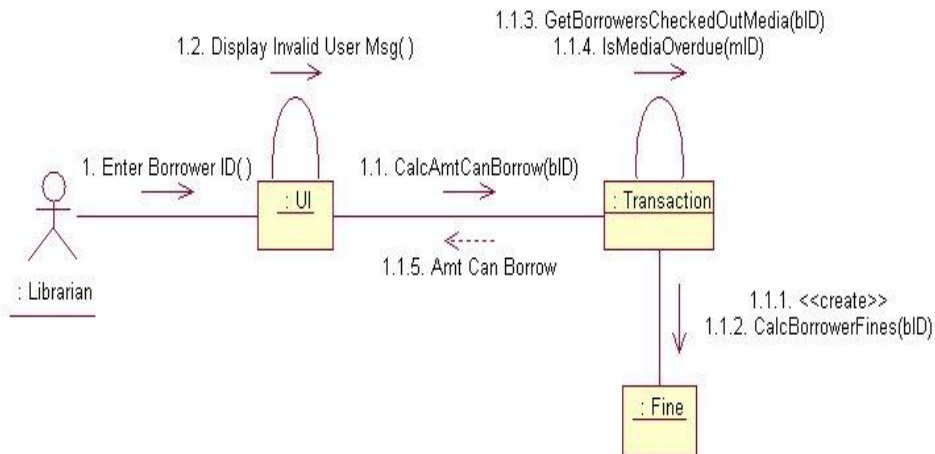 1.1.3. GetBorrowersCheckedOutMedia(bID)
1.1.4. IsMediaOverdue(mID)
1.2. Display Invalid User Msg( )
1. Enter Borrower ID( )
1.1. CalcAmtCanBorrow(bID)
: UI
: Transaction
1.1.5. Amt Can Borrow
: Librarian
1.1.1. <<create>>
1.1.2. CalcBorrowerFines(bID)
: Fine